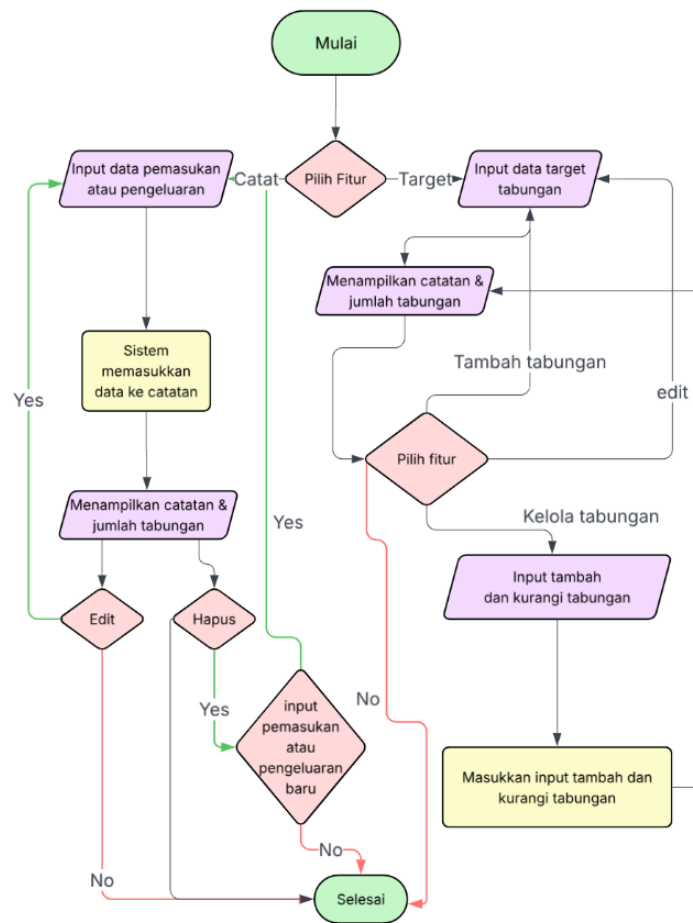 Mulai
Input data pemasukan
atau pengeluaran
Catat
Pilih Fitur
Target
Input data target
tabungan
Menampilkan catatan &
jumlah tabungan
Sistem
memasukkan
data ke catatan
Tambah tabungan
Yes
edit
Pilih fitur
Menampilkan catatan &
jumlah tabungan
Yes
Kelola tabungan
Input tambah
dan kurangi tabungan
Edit
Hapus
Yes
No
input
pemasukan
atau
pengeluaran
baru
Masukkan input tambah dan
kurangi tabungan
No
No
Selesai